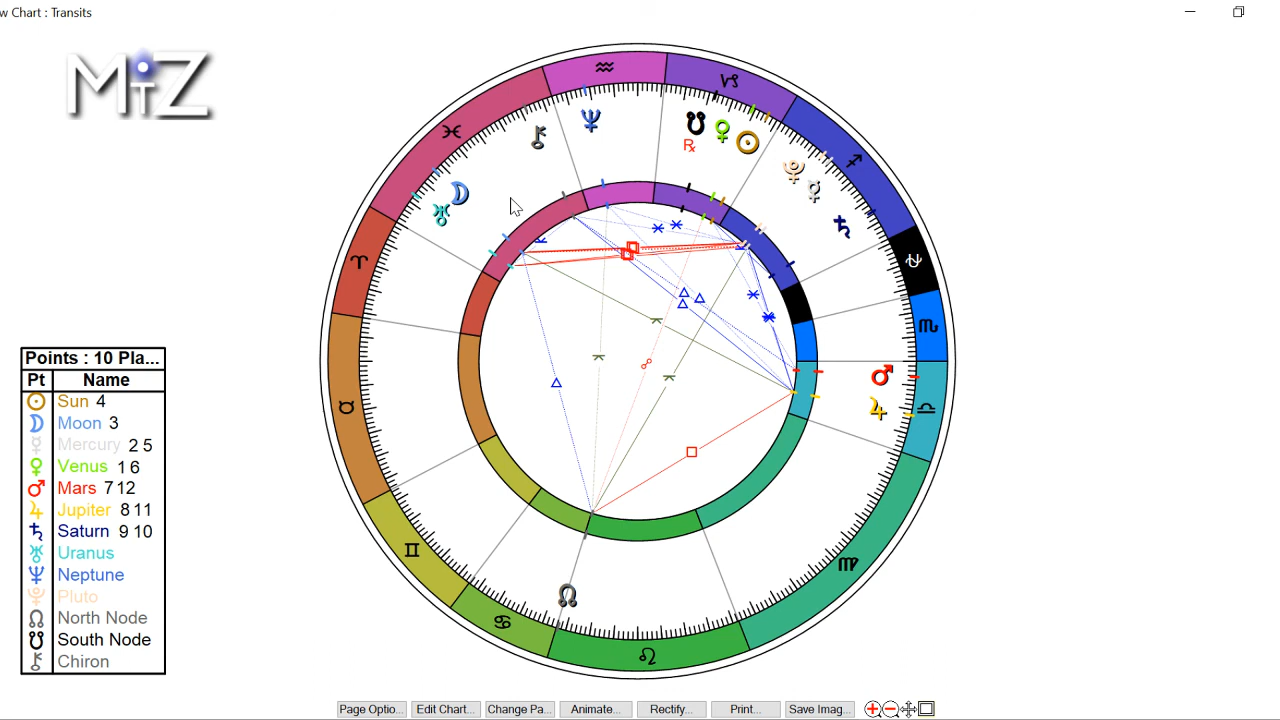 w Chart : Transits
MTZ
Points : 10 Pla...
Pt Name
Sun 4
Moon 3
Mercury 2 5
Venus 1 6
Mars 7 12
Jupiter 8 11
Saturn 9 10
Uranus
Neptune
Pluto
North Node
South Node
Chiron
Page Optio...
Edit Chart...
Change Pa...
Animate...
Rectify...
Print...
Save Imag...